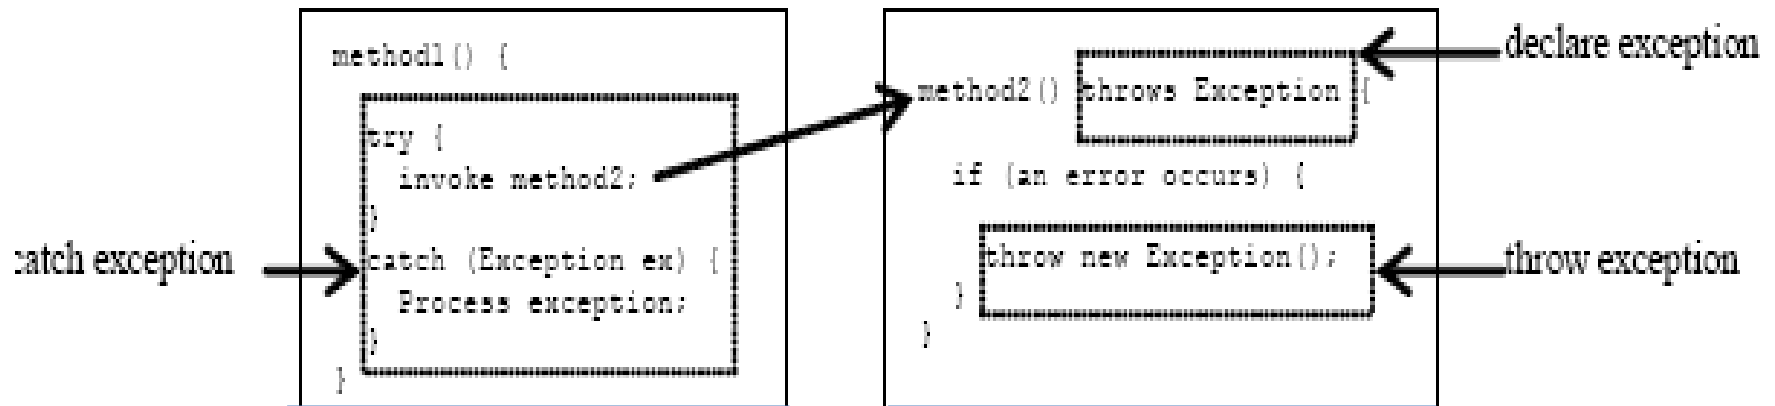 catch exception
method1() {
try {
invoke method2;
}
catch (Exception ex) {
Process exception;
}
}
method2() throws Exception {
if (an error occurs) {
throw new Exception();
}
}
declare exception
throw exception